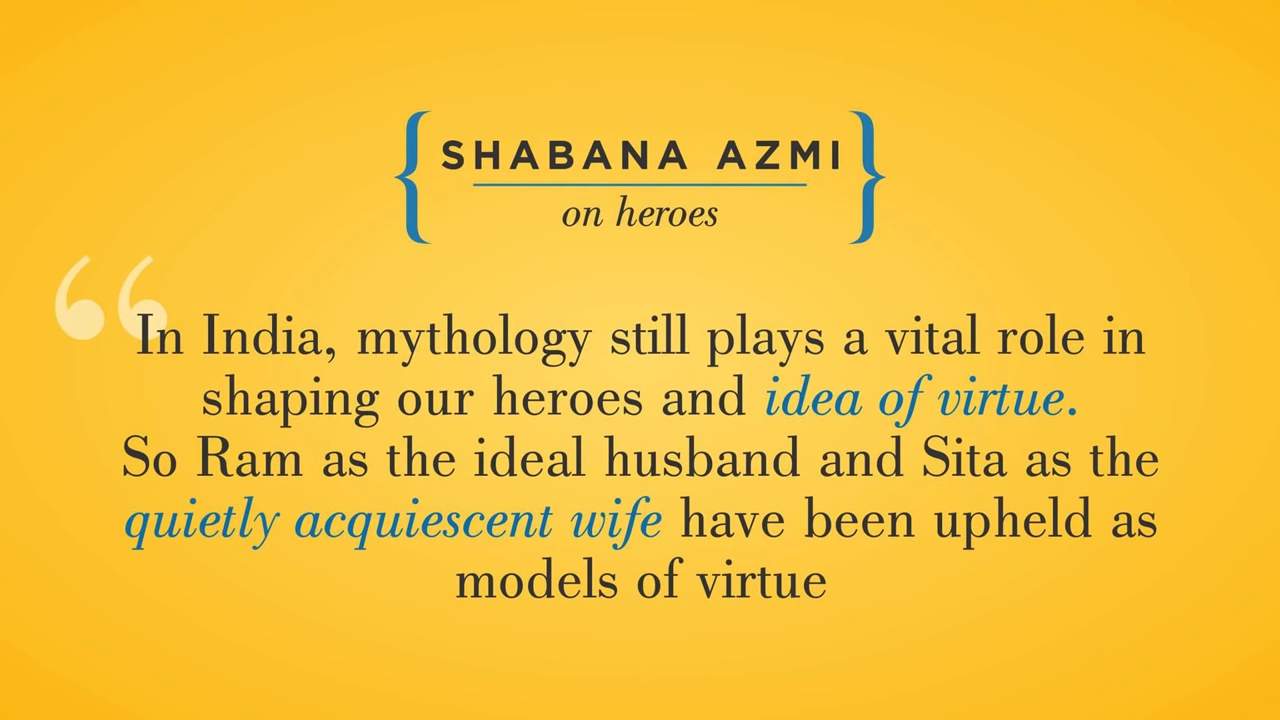 SHABANA AZMI
on heroes
“In India, mythology still plays a vital role in
shaping our heroes and idea of virtue.
So Ram as the ideal husband and Sita as the
quietly acquiescent wife have been upheld as
models of virtue